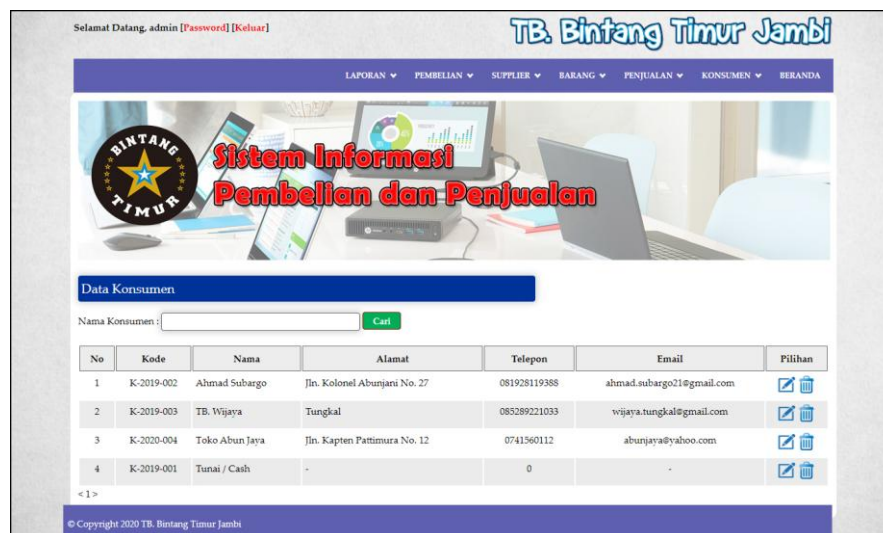 Selamat Datang, admin [Password] [Keluar]
TB. Bintang Timur Jambi
LAPORAN PEMBELIAN SUPPLIER BARANG PENJUALAN KONSUMEN BERANDA
BINTANG
TIMUR
Sistem Informasi
Pembelian dan Penjualan
Data Konsumen
Nama Konsumen : Cari
No Kode Nama Alamat Telepon Email Pilihan
1 K-2019-002 Ahmad Subargo Jln. Kolonel Abunjani No. 27 081928119388 ahmad.subargo21@gmail.com
2 K-2019-003 TB. Wijaya Tungkal 085289221033 wijaya.tungkal@gmail.com
3 K-2020-004 Toko Abun Jaya Jln. Kapten Pattimura No. 12 0741560112 abunjaya@yahoo.com
4 K-2019-001 Tunai / Cash - 0 -
< 1 >
© Copyright 2020 TB. Bintang Timur Jambi